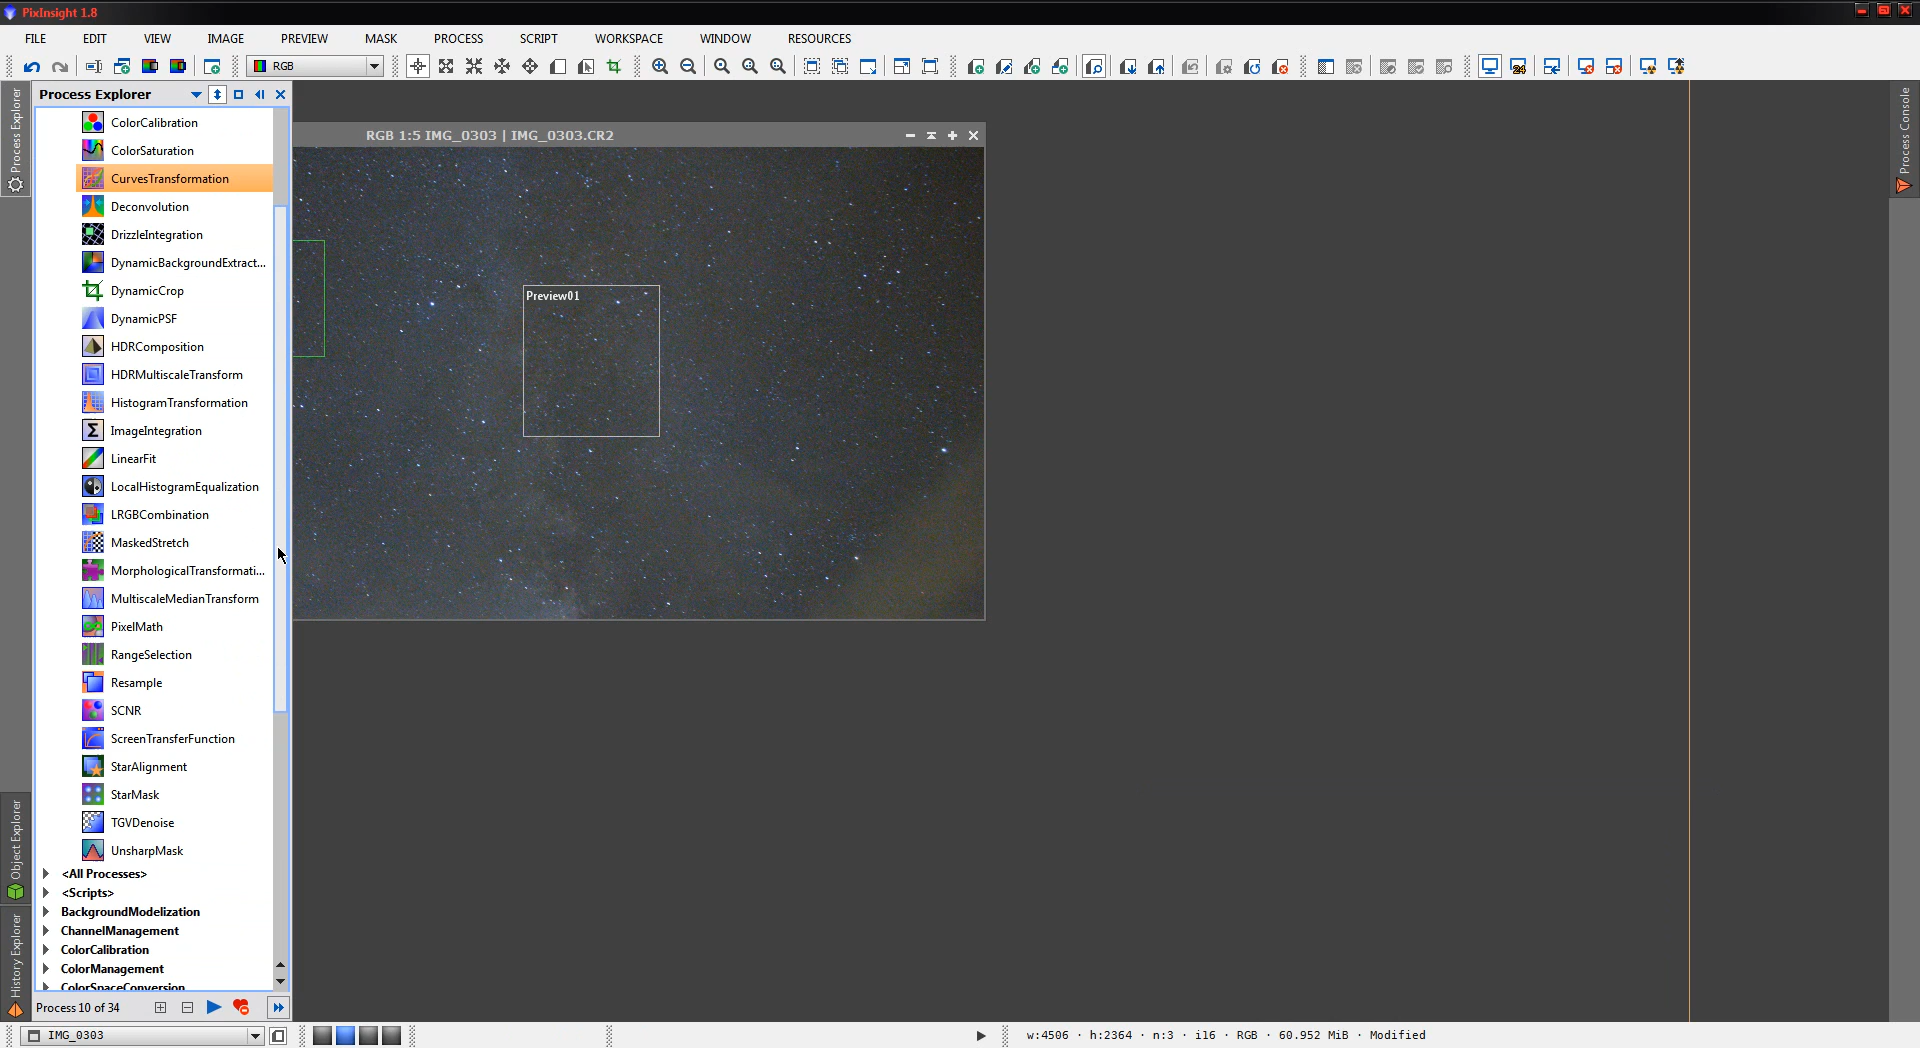 PixInsight 1.8
FILE EDIT VIEW IMAGE PREVIEW MASK PROCESS SCRIPT WORKSPACE WINDOW RESOURCES
RGB
24
Process Explorer
Process Explorer
Object Explorer
History Explorer
ColorCalibration
ColorSaturation
CurvesTransformation
Deconvolution
DrizzleIntegration
DynamicBackgroundExtract...
DynamicCrop
DynamicPSF
HDRComposition
HDRMultiscaleTransform
HistogramTransformation
ImageIntegration
LinearFit
LocalHistogramEqualization
LRGBCombination
MaskedStretch
MorphologicalTransformati...
MultiscaleMedianTransform
PixelMath
RangeSelection
Resample
SCNR
ScreenTransferFunction
StarAlignment
StarMask
TGVDenoise
UnsharpMask
<All Processes>
<Scripts>
BackgroundModelization
ChannelManagement
ColorCalibration
ColorManagement
ColorSpaceConversion
Process 10 of 34
RGB 1:5 IMG_0303 | IMG_0303.CR2
Preview01
Process Console
IMG_0303
w:4506 · h:2364 · n:3 · i16 · RGB · 60.952 MiB · Modified